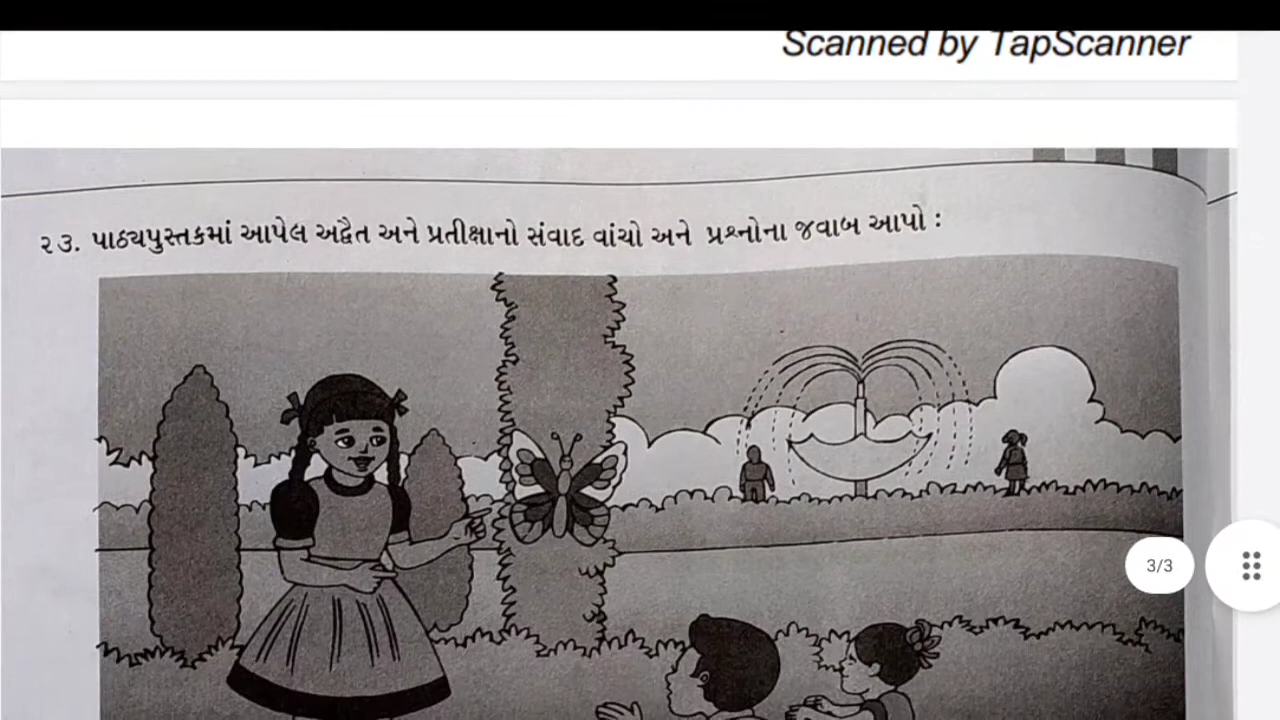 Scanned by TapScanner
૨૩. પાઠ્યપુસ્તકમાં આપેલ અદ્વૈત અને પ્રતીક્ષાનો સંવાદ વાંચો અને પ્રશ્નોના જવાબ આપો :
3/3